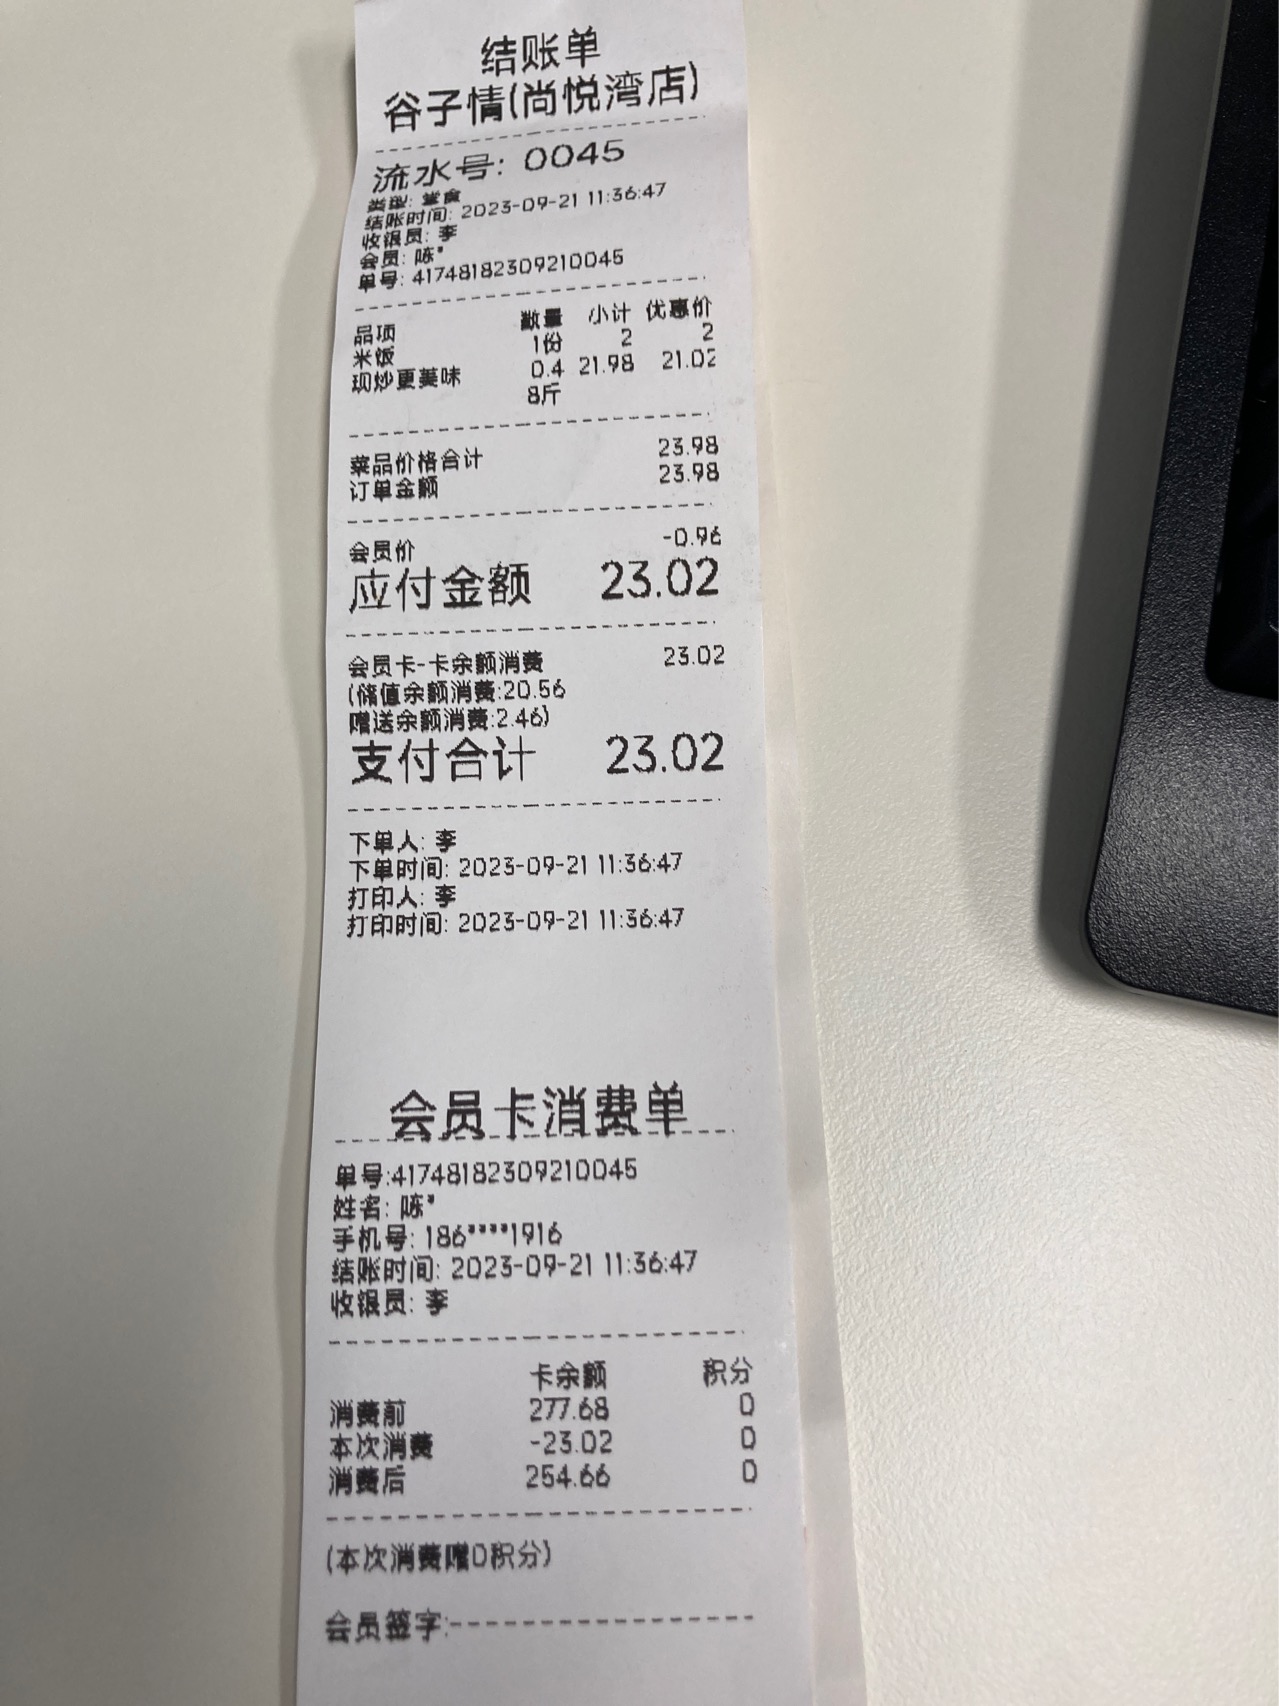 结账单
谷子情(尚悦湾店)
流水号: 0045
类型: 堂食
结账时间: 2023-09-21 11:36:47
收银员: 李
会员: 陈*
单号: 41748182309210045
品项 数量 小计 优惠价
米饭 1份 2 2
现炒更美味 0.4 21.98 21.02
8斤
菜品价格合计 23.98
订单金额 23.98
会员价 -0.96
应付金额 23.02
会员卡-卡余额消费 23.02
(储值余额消费:20.56
赠送余额消费:2.46)
支付合计 23.02
下单人: 李
下单时间: 2023-09-21 11:36:47
打印人: 李
打印时间: 2023-09-21 11:36:47
会员卡消费单
单号:41748182309210045
姓名: 陈*
手机号: 186****1916
结账时间: 2023-09-21 11:36:47
收银员: 李
卡余额 积分
消费前 277.68 0
本次消费 -23.02 0
消费后 254.66 0
(本次消费赠0积分)
会员签字: